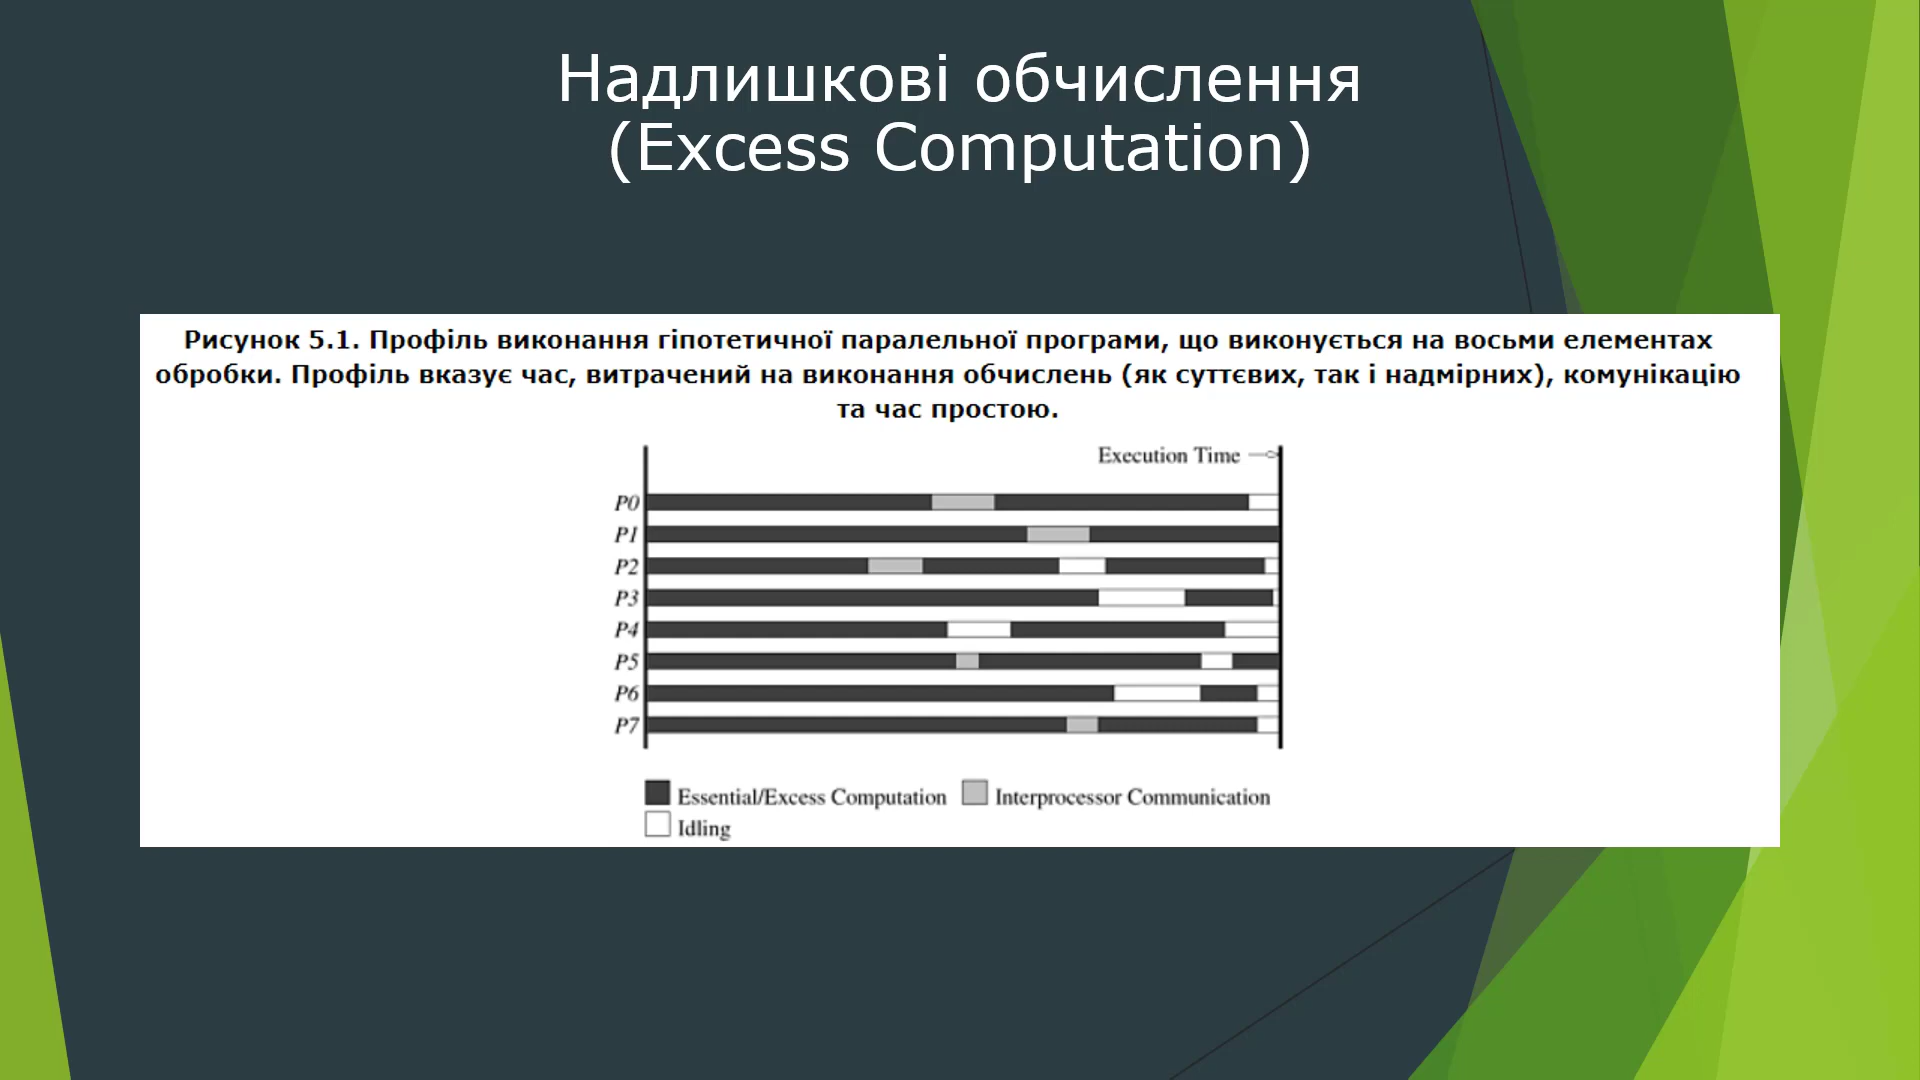 Надлишкові обчислення
(Excess Computation)
Рисунок 5.1. Профіль виконання гіпотетичної паралельної програми, що виконується на восьми елементах
обробки. Профіль вказує час, витрачений на виконання обчислень (як суттєвих, так і надмірних), комунікацію
та час простою.
Execution Time
P0
P1
P2
P3
P4
P5
P6
P7
Essential/Excess Computation Interprocessor Communication
Idling